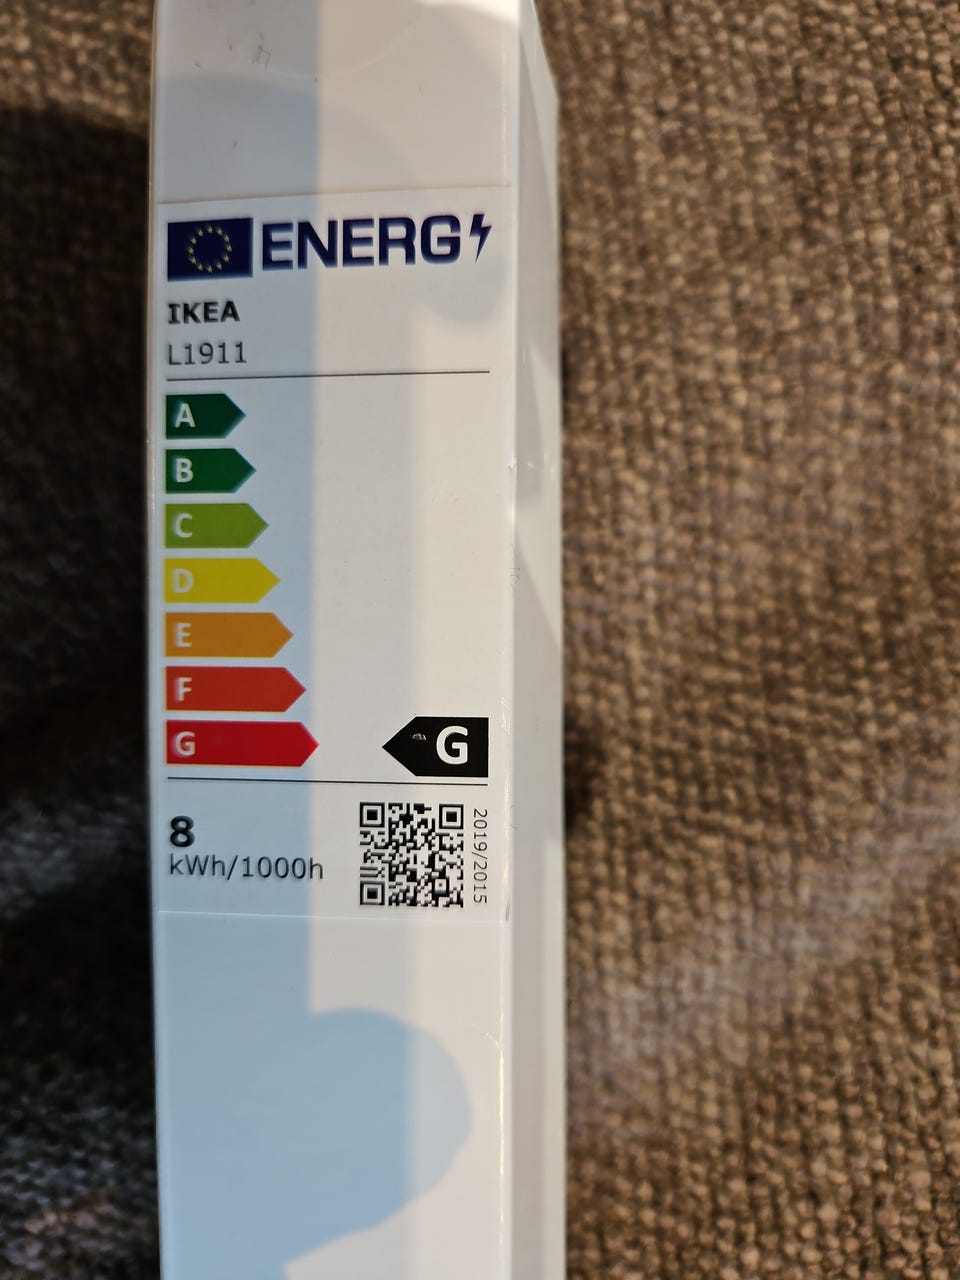 ENERG
IKEA
L1911
A
B
C
D
E
F
G
G
8
kWh/1000h
2019/2015